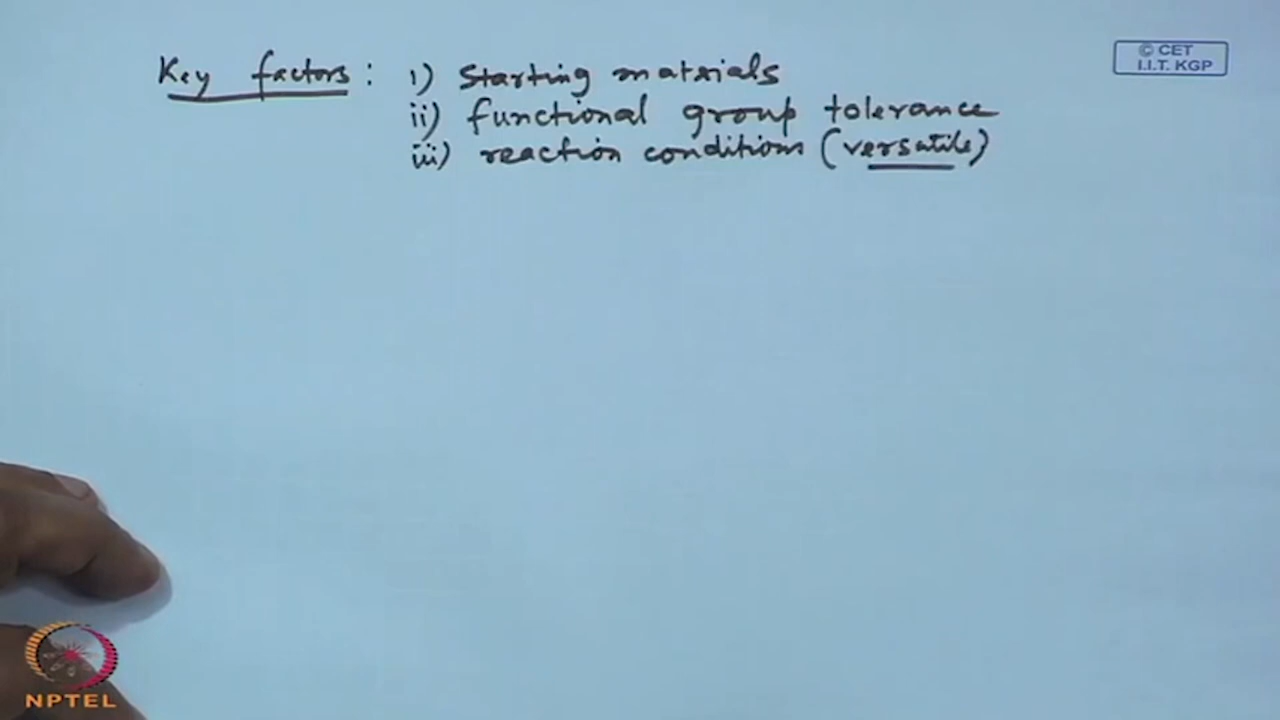 Key factors : i) Starting materials
ii) functional group tolerance
iii) reaction conditions (versatile)
© CET
I.I.T. KGP
NPTEL